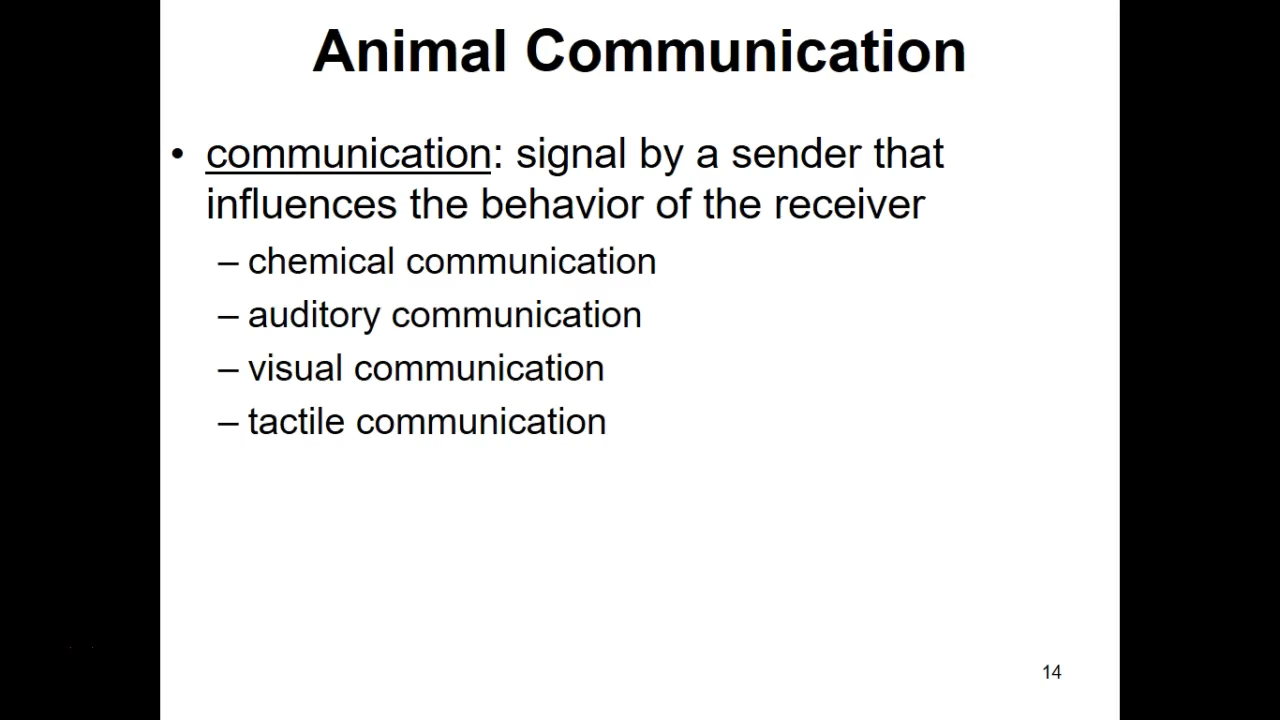 Animal Communication
• communication: signal by a sender that
influences the behavior of the receiver
– chemical communication
– auditory communication
– visual communication
– tactile communication
14